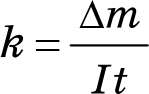 k = Δm / It